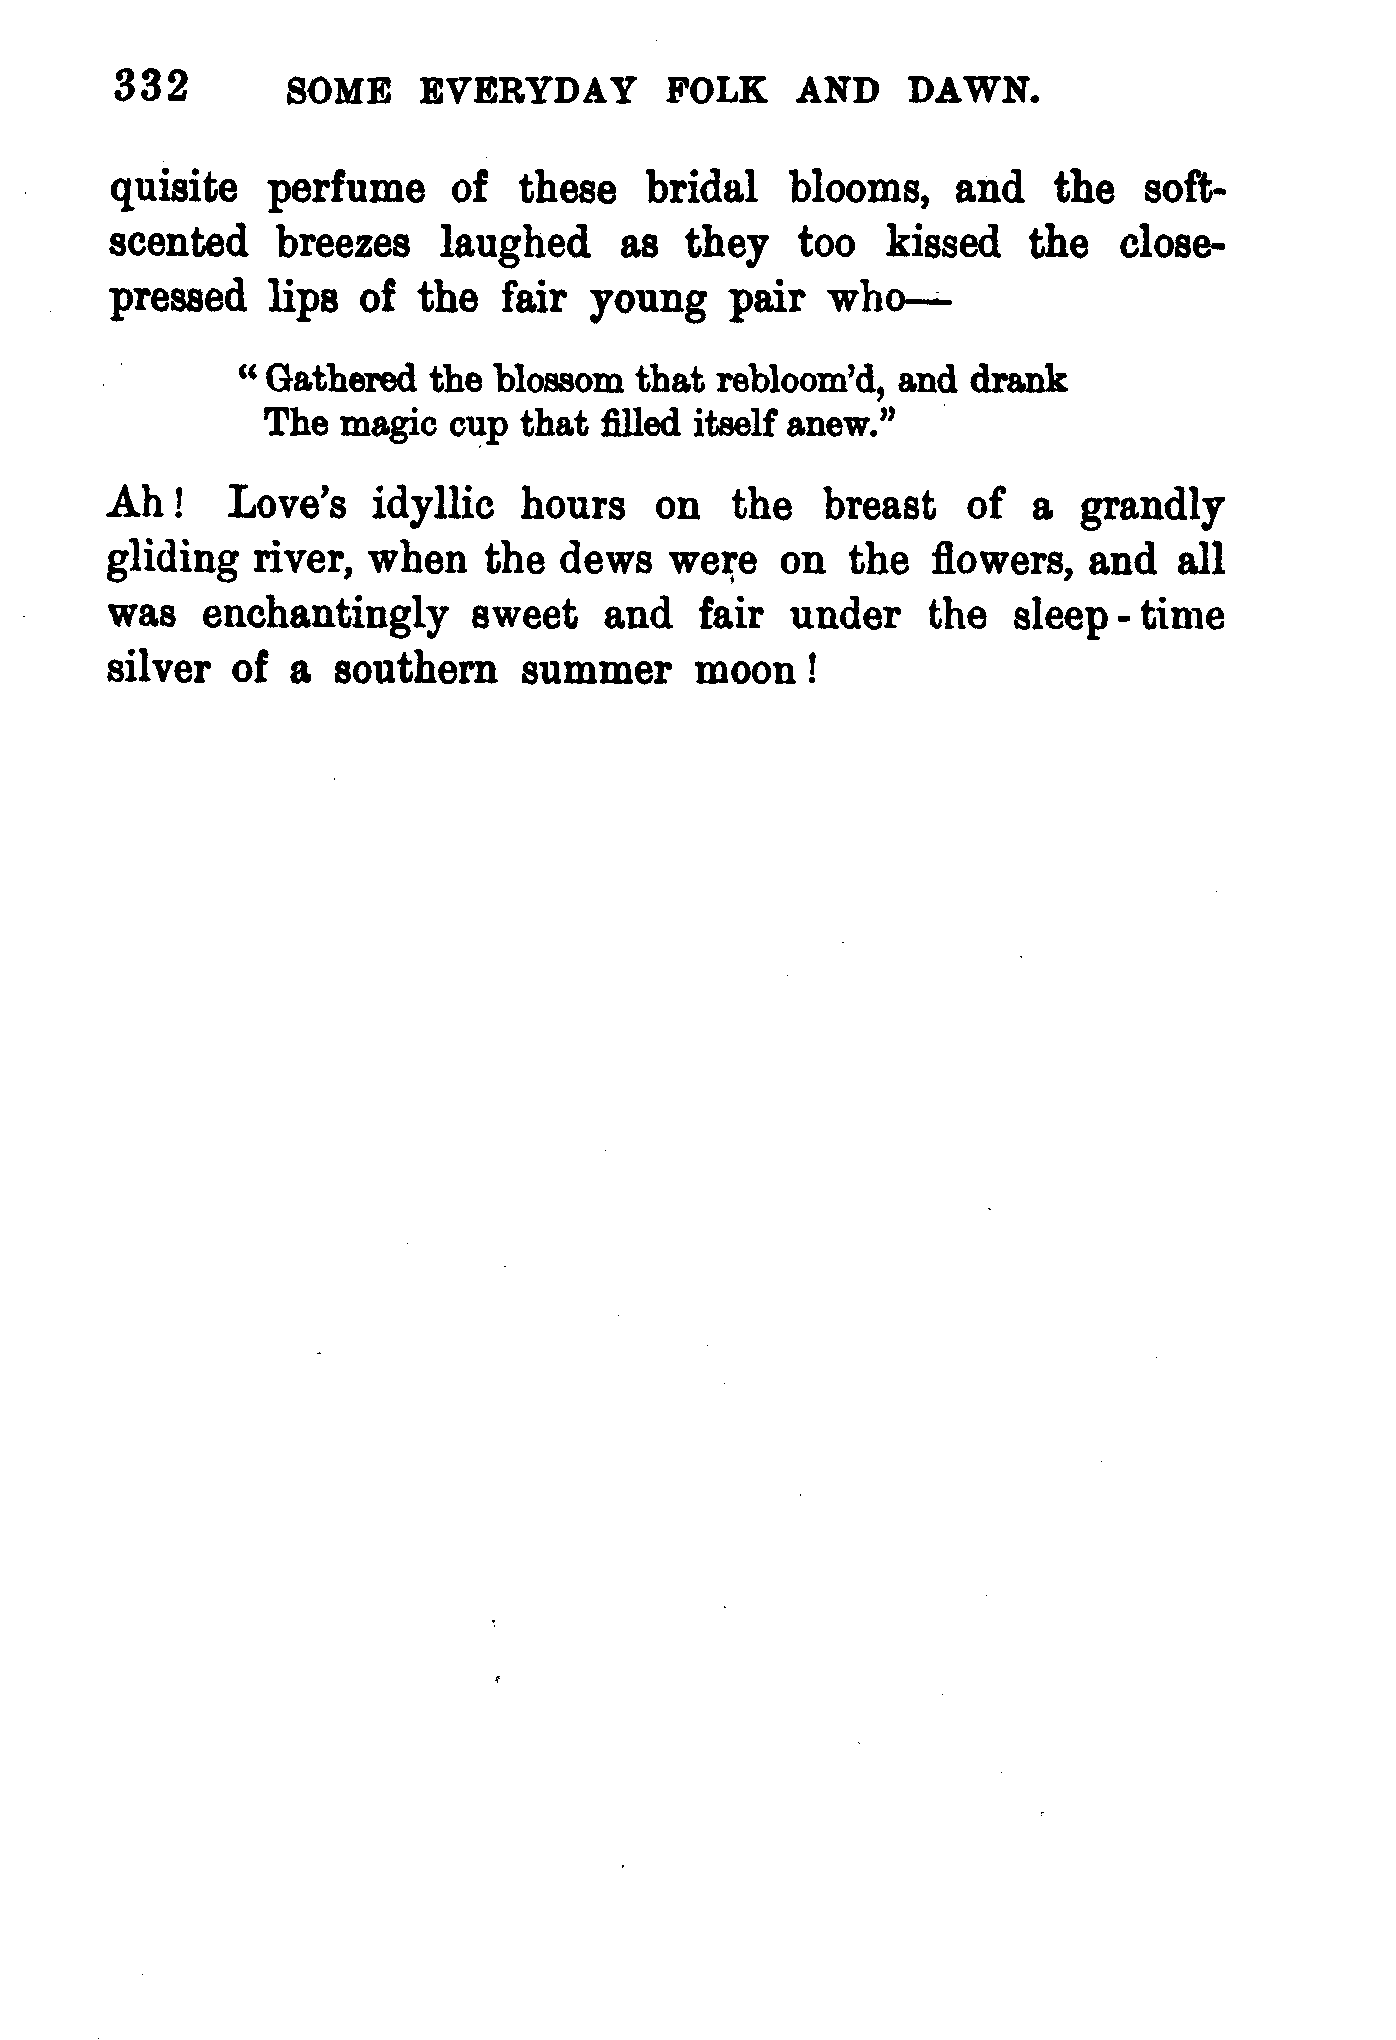 332 SOME EVERYDAY FOLK AND DAWN.
quisite perfume of these bridal blooms, and the soft-
scented breezes laughed as they too kissed the close-
pressed lips of the fair young pair who—
“Gathered the blossom that rebloom’d, and drank
The magic cup that filled itself anew.”
Ah! Love’s idyllic hours on the breast of a grandly
gliding river, when the dews were on the flowers, and all
was enchantingly sweet and fair under the sleep-time
silver of a southern summer moon!